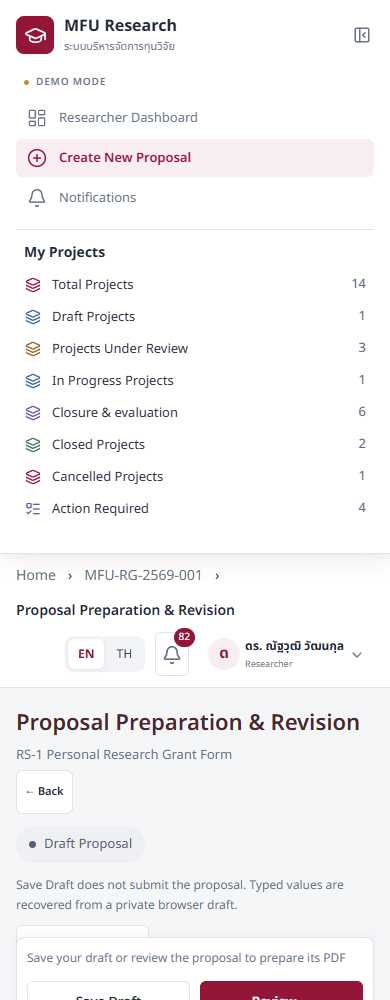 MFU Research
ระบบบริหารจัดการทุนวิจัย
DEMO MODE
Researcher Dashboard
Create New Proposal
Notifications
My Projects
Total Projects 14
Draft Projects 1
Projects Under Review 3
In Progress Projects 1
Closure & evaluation 6
Closed Projects 2
Cancelled Projects 1
Action Required 4
Home › MFU-RG-2569-001 ›
Proposal Preparation & Revision
EN TH 82 ด ดร. ณัฐวุฒิ วัฒนกุล
Researcher
Proposal Preparation & Revision
RS-1 Personal Research Grant Form
← Back
Draft Proposal
Save Draft does not submit the proposal. Typed values are
recovered from a private browser draft.
Save your draft or review the proposal to prepare its PDF
Save Draft Review